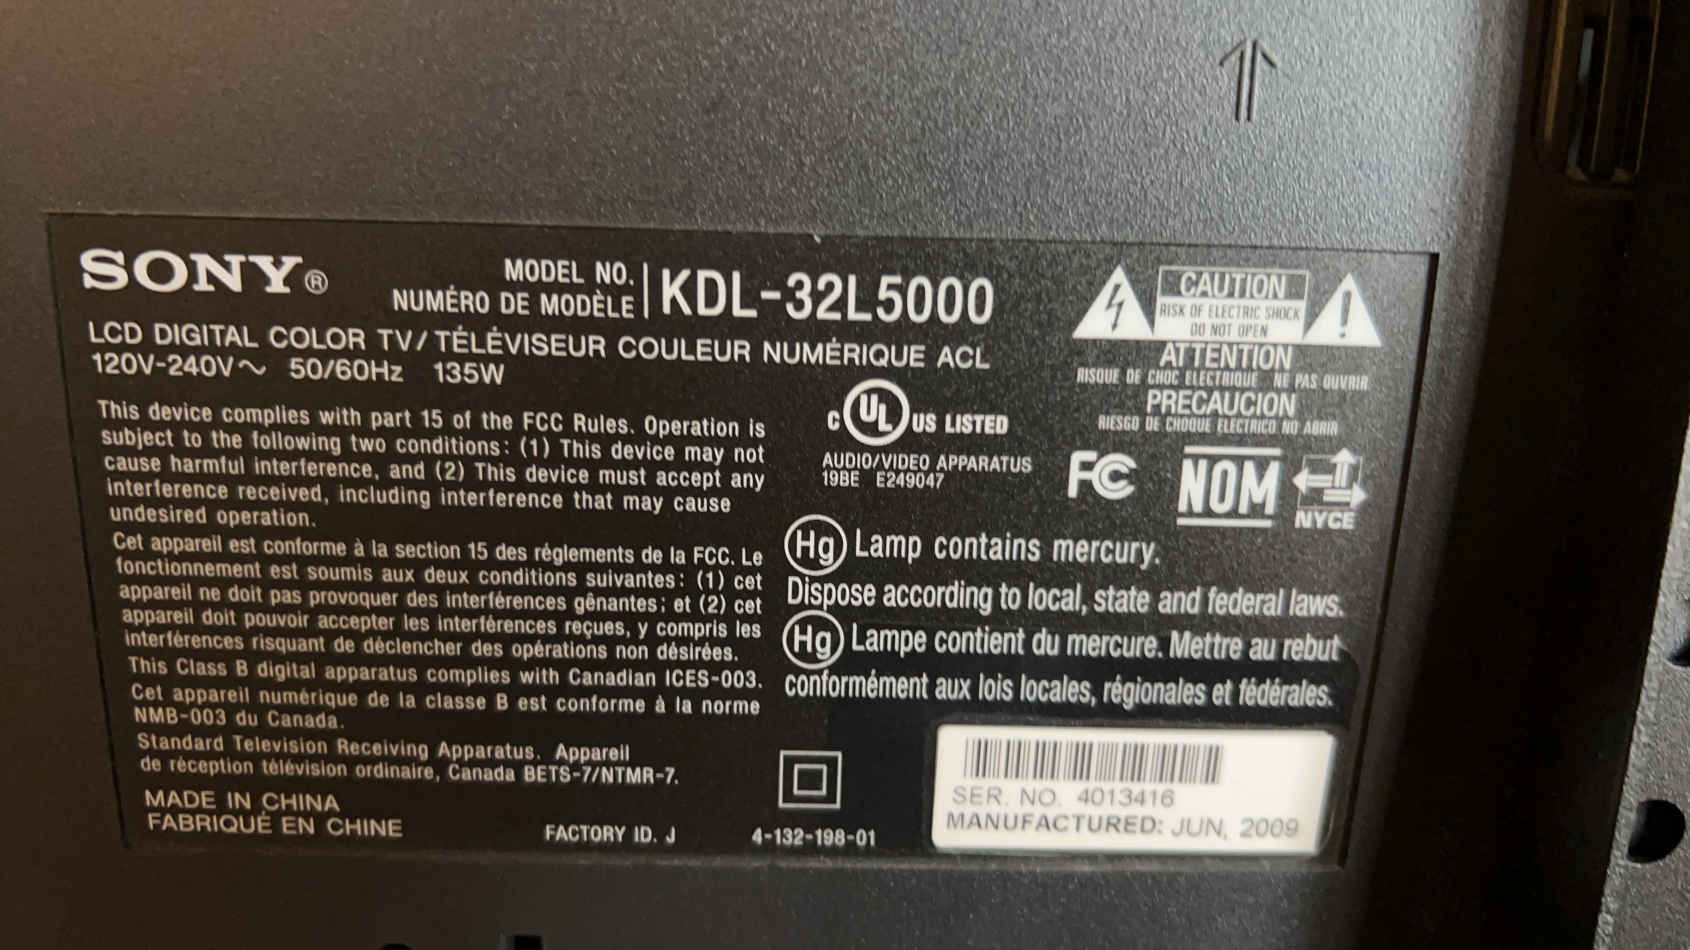 SONY®
MODEL NO.
NUMÉRO DE MODÈLE
KDL-32L5000
LCD DIGITAL COLOR TV/TÉLÉVISEUR COULEUR NUMÉRIQUE ACL
120V-240V~ 50/60Hz 135W
This device complies with part 15 of the FCC Rules. Operation is
subject to the following two conditions: (1) This device may not
cause harmful interference, and (2) This device must accept any
interference received, including interference that may cause
undesired operation.
Cet appareil est conforme à la section 15 des réglements de la FCC. Le
fonctionnement est soumis aux deux conditions suivantes: (1) cet
appareil ne doit pas provoquer des interférences gênantes; et (2) cet
appareil doit pouvoir accepter les interférences reçues, y compris les
interférences risquant de déclencher des opérations non désirées.
This Class B digital apparatus complies with Canadian ICES-003.
Cet appareil numérique de la classe B est conforme à la norme
NMB-003 du Canada.
Standard Television Receiving Apparatus. Appareil
de réception télévision ordinaire, Canada BETS-7/NTMR-7.
MADE IN CHINA
FABRIQUÉ EN CHINE
FACTORY ID. J
4-132-198-01
C UL US LISTED
AUDIO/VIDEO APPARATUS
19BE E249047
CAUTION
RISK OF ELECTRIC SHOCK
DO NOT OPEN
ATTENTION
RISQUE DE CHOC ELECTRIQUE NE PAS OUVRIR
PRECAUCION
RIESGO DE CHOQUE ELECTRICO NO ABRIR
FC
NOM
NYCE
Hg Lamp contains mercury.
Dispose according to local, state and federal laws.
Hg Lampe contient du mercure. Mettre au rebut
conformément aux lois locales, régionales et fédérales.
SER. NO. 4013416
MANUFACTURED: JUN, 2009